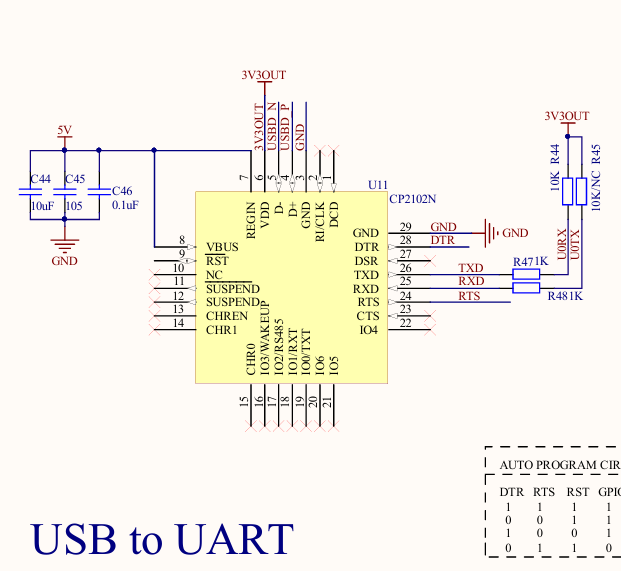 3V3OUT
3V3OUT
USBD_N
USBD_P
GND
5V
3V3OUT
C44
10uF
C45
105
C46
0.1uF
GND
7
6
5
4
3
2
1
U11
CP2102N
REGIN
VDD
D-
D+
GND
RI/CLK
DCD
8 VBUS
9 RST
10 NC
11 SUSPEND
12 SUSPEND
13 CHREN
14 CHR1
GND 29 GND
GND
DTR 28 DTR
DSR 27
TXD 26 TXD
RXD 25 RXD
RTS 24 RTS
CTS 23
IO4 22
CHR0
IO3/WAKEUP
IO2/RS485
IO1/RXT
IO0/TXT
IO6
IO5
15
16
17
18
19
20
21
10K R44
10K/NC R45
U0RX
U0TX
R47 1K
R48 1K
AUTO PROGRAM CIR
DTR RTS RST GPIO
1 1 1 1
0 0 1 1
1 0 0 1
0 1 1 0
USB to UART